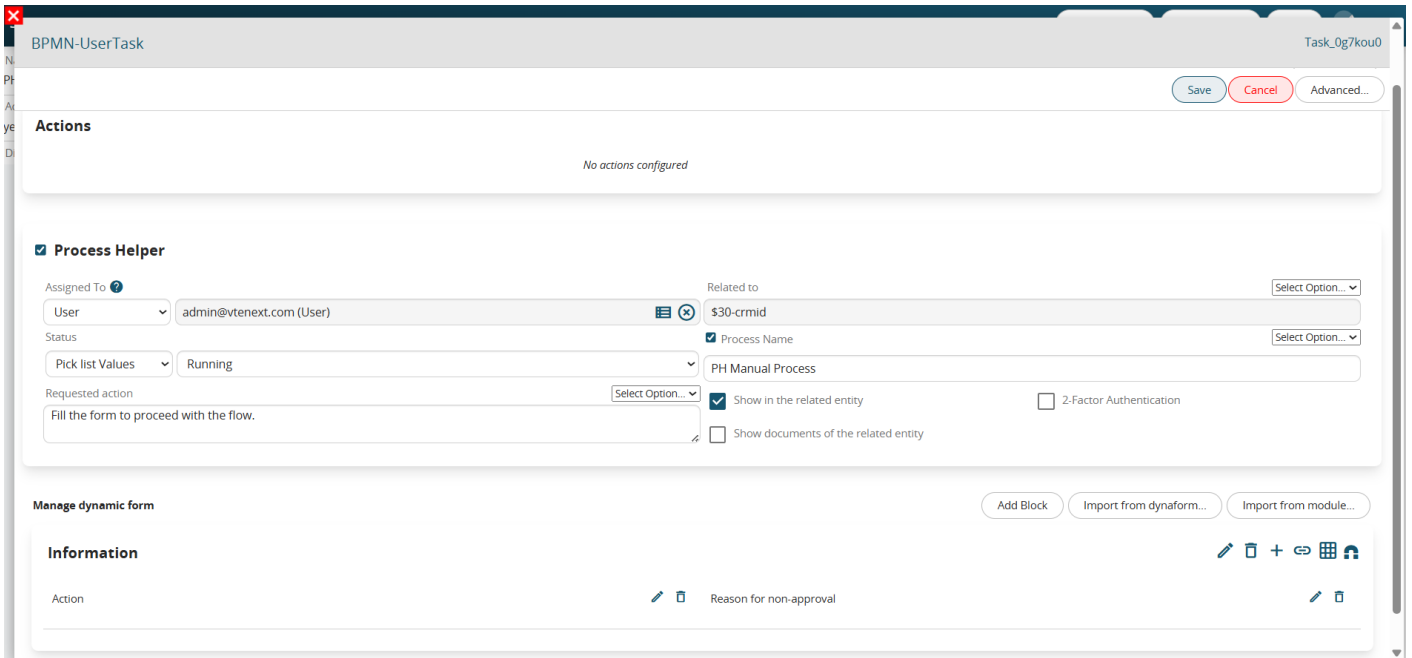 BPMN-UserTask
Task_0g7kou0
Save
Cancel
Advanced...
Actions
No actions configured
Process Helper
Assigned To ?
Related to
Select Option...
User
admin@vtenext.com (User)
$30-crmid
Status
Process Name
Select Option...
Pick list Values
Running
PH Manual Process
Requested action
Select Option...
Show in the related entity
2-Factor Authentication
Fill the form to proceed with the flow.
Show documents of the related entity
Manage dynamic form
Add Block
Import from dynaform...
Import from module...
Information
Action
Reason for non-approval